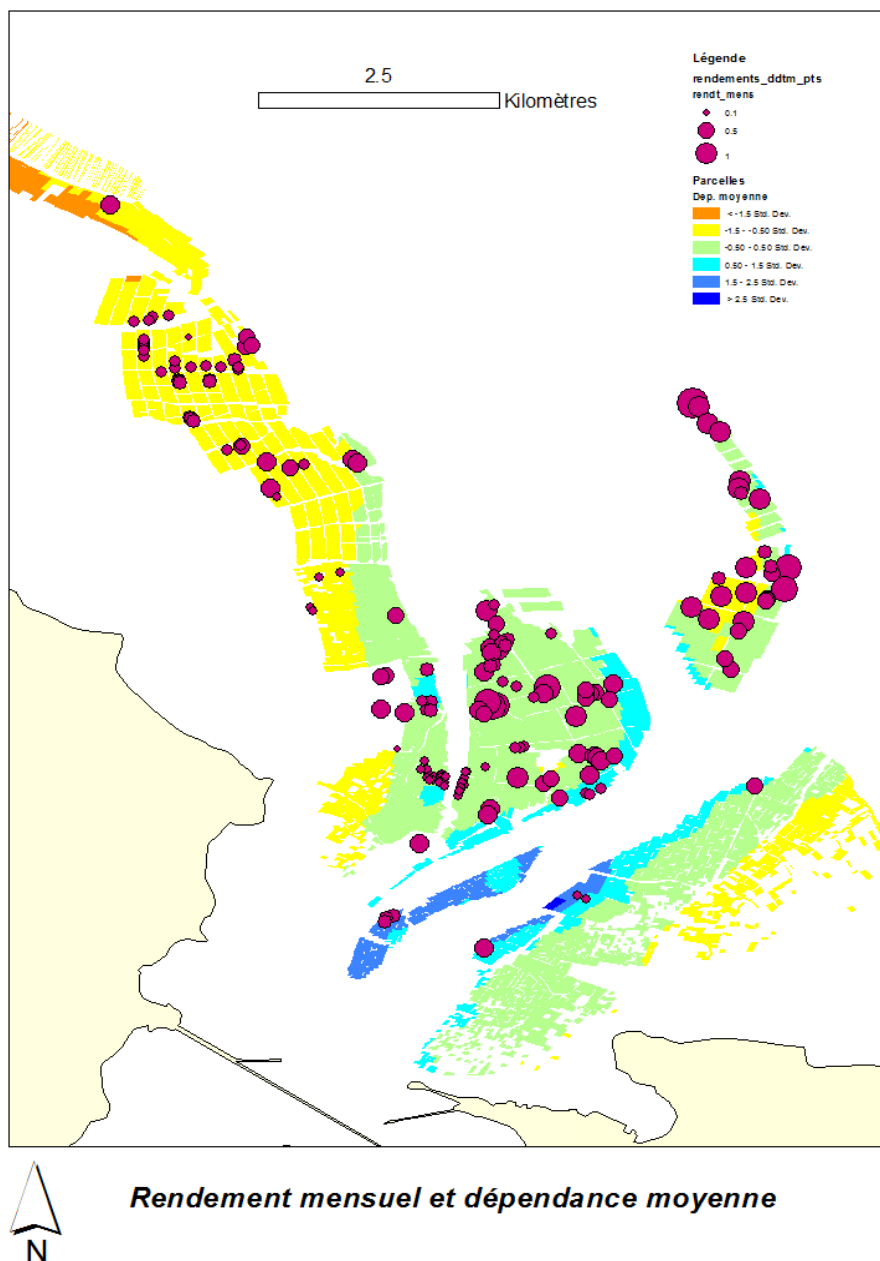 2.5
Kilomètres
Légende
rendements_ddtm_pts
rendt_mens
0.1
0.5
1
Parcelles
Dep. moyenne
< -1.5 Std. Dev.
-1.5 - -0.50 Std. Dev.
-0.50 - 0.50 Std. Dev.
0.50 - 1.5 Std. Dev.
1.5 - 2.5 Std. Dev.
> 2.5 Std. Dev.
Rendement mensuel et dépendance moyenne
N